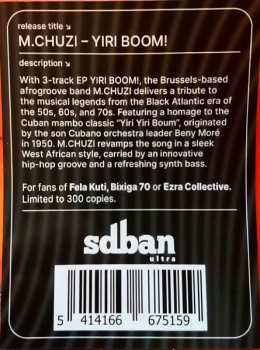 release title ↘
M.CHUZI – YIRI BOOM!
description ↘
With 3-track EP YIRI BOOM!, the Brussels-based
afrogroove band M.CHUZI delivers a tribute to
the musical legends from the Black Atlantic era of
the 50s, 60s, and 70s. Featuring a homage to the
Cuban mambo classic “Yiri Yiri Boum”, originated
by the son Cubano orchestra leader Beny Moré
in 1950. M.CHUZI revamps the song in a sleek
West African style, carried by an innovative
hip-hop groove and a refreshing synth bass.
For fans of Fela Kuti, Bixiga 70 or Ezra Collective.
Limited to 300 copies.
sdban
ultra
5 414166 675159